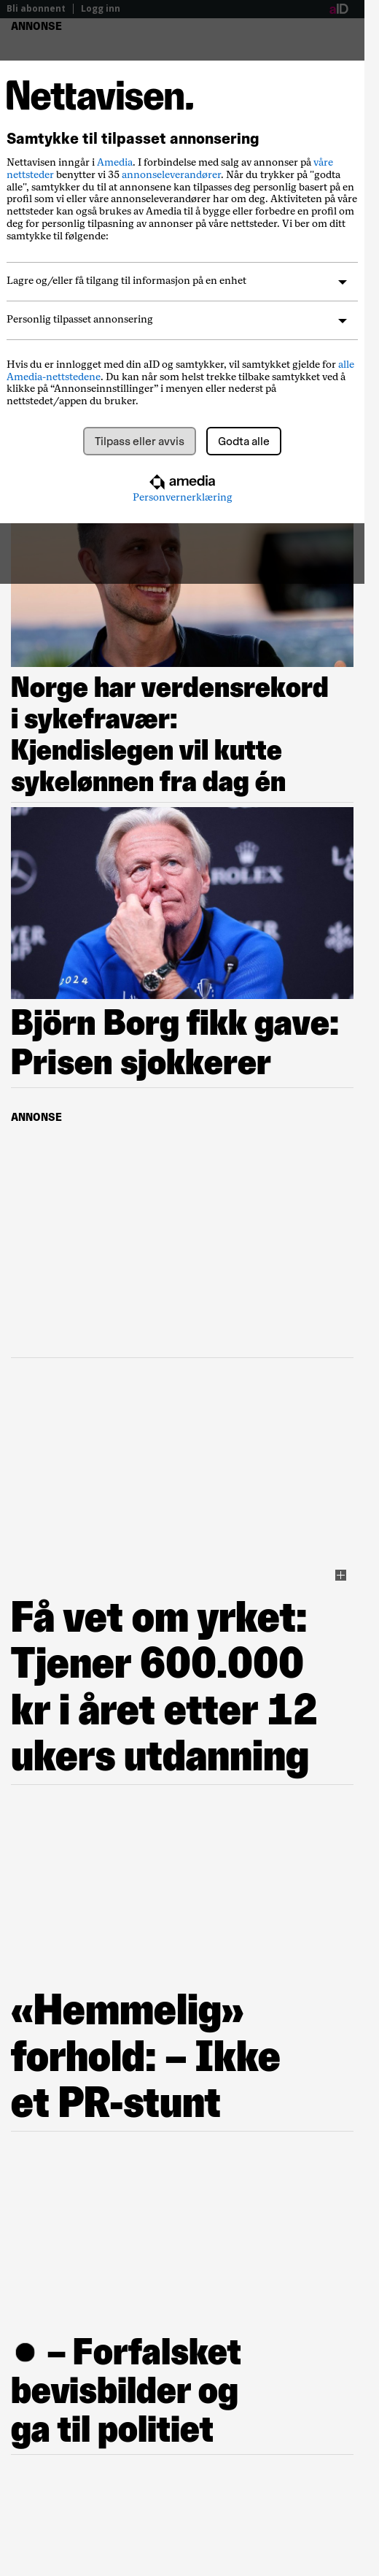 Bli abonnent | Logg inn
aID
ANNONSE
Nettavisen.
Samtykke til tilpasset annonsering
Nettavisen inngår i Amedia. I forbindelse med salg av annonser på våre
nettsteder benytter vi 35 annonseleverandører. Når du trykker på "godta
alle", samtykker du til at annonsene kan tilpasses deg personlig basert på en
profil som vi eller våre annonseleverandører har om deg. Aktiviteten på våre
nettsteder kan også brukes av Amedia til å bygge eller forbedre en profil om
deg for personlig tilpasning av annonser på våre nettsteder. Vi ber om ditt
samtykke til følgende:
Lagre og/eller få tilgang til informasjon på en enhet
Personlig tilpasset annonsering
Hvis du er innlogget med din aID og samtykker, vil samtykket gjelde for alle
Amedia-nettstedene. Du kan når som helst trekke tilbake samtykket ved å
klikke på “Annonseinnstillinger” i menyen eller nederst på
nettstedet/appen du bruker.
Tilpass eller avvis
Godta alle
amedia
Personvernerklæring
Norge har verdensrekord
i sykefravær:
Kjendislegen vil kutte
sykelønnen fra dag én
ROLEX
2024
Björn Borg fikk gave:
Prisen sjokkerer
ANNONSE
Få vet om yrket:
Tjener 600.000
kr i året etter 12
ukers utdanning
«Hemmelig»
forhold: – Ikke
et PR-stunt
● – Forfalsket
bevisbilder og
ga til politiet